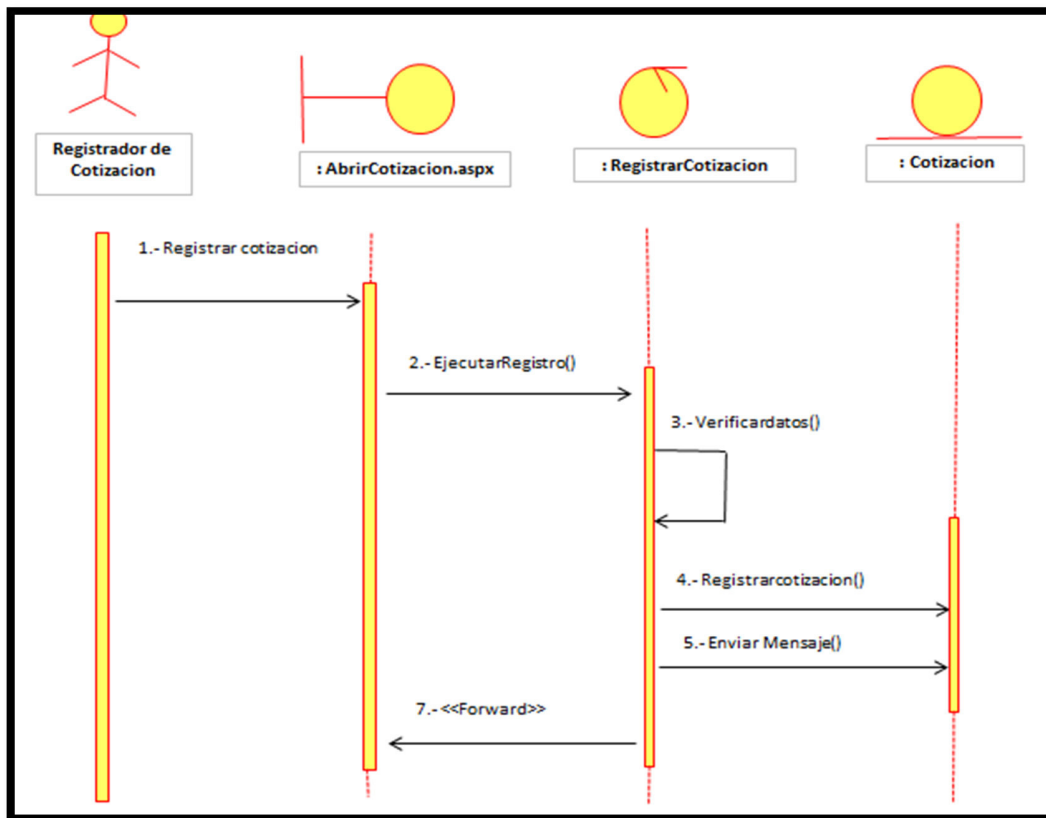 Registrador de
Cotizacion
: AbrirCotizacion.aspx
: RegistrarCotizacion
: Cotizacion
1.- Registrar cotizacion
2.- EjecutarRegistro()
3.- Verificardatos()
4.- Registrarcotizacion()
5.- Enviar Mensaje()
7.- <<Forward>>